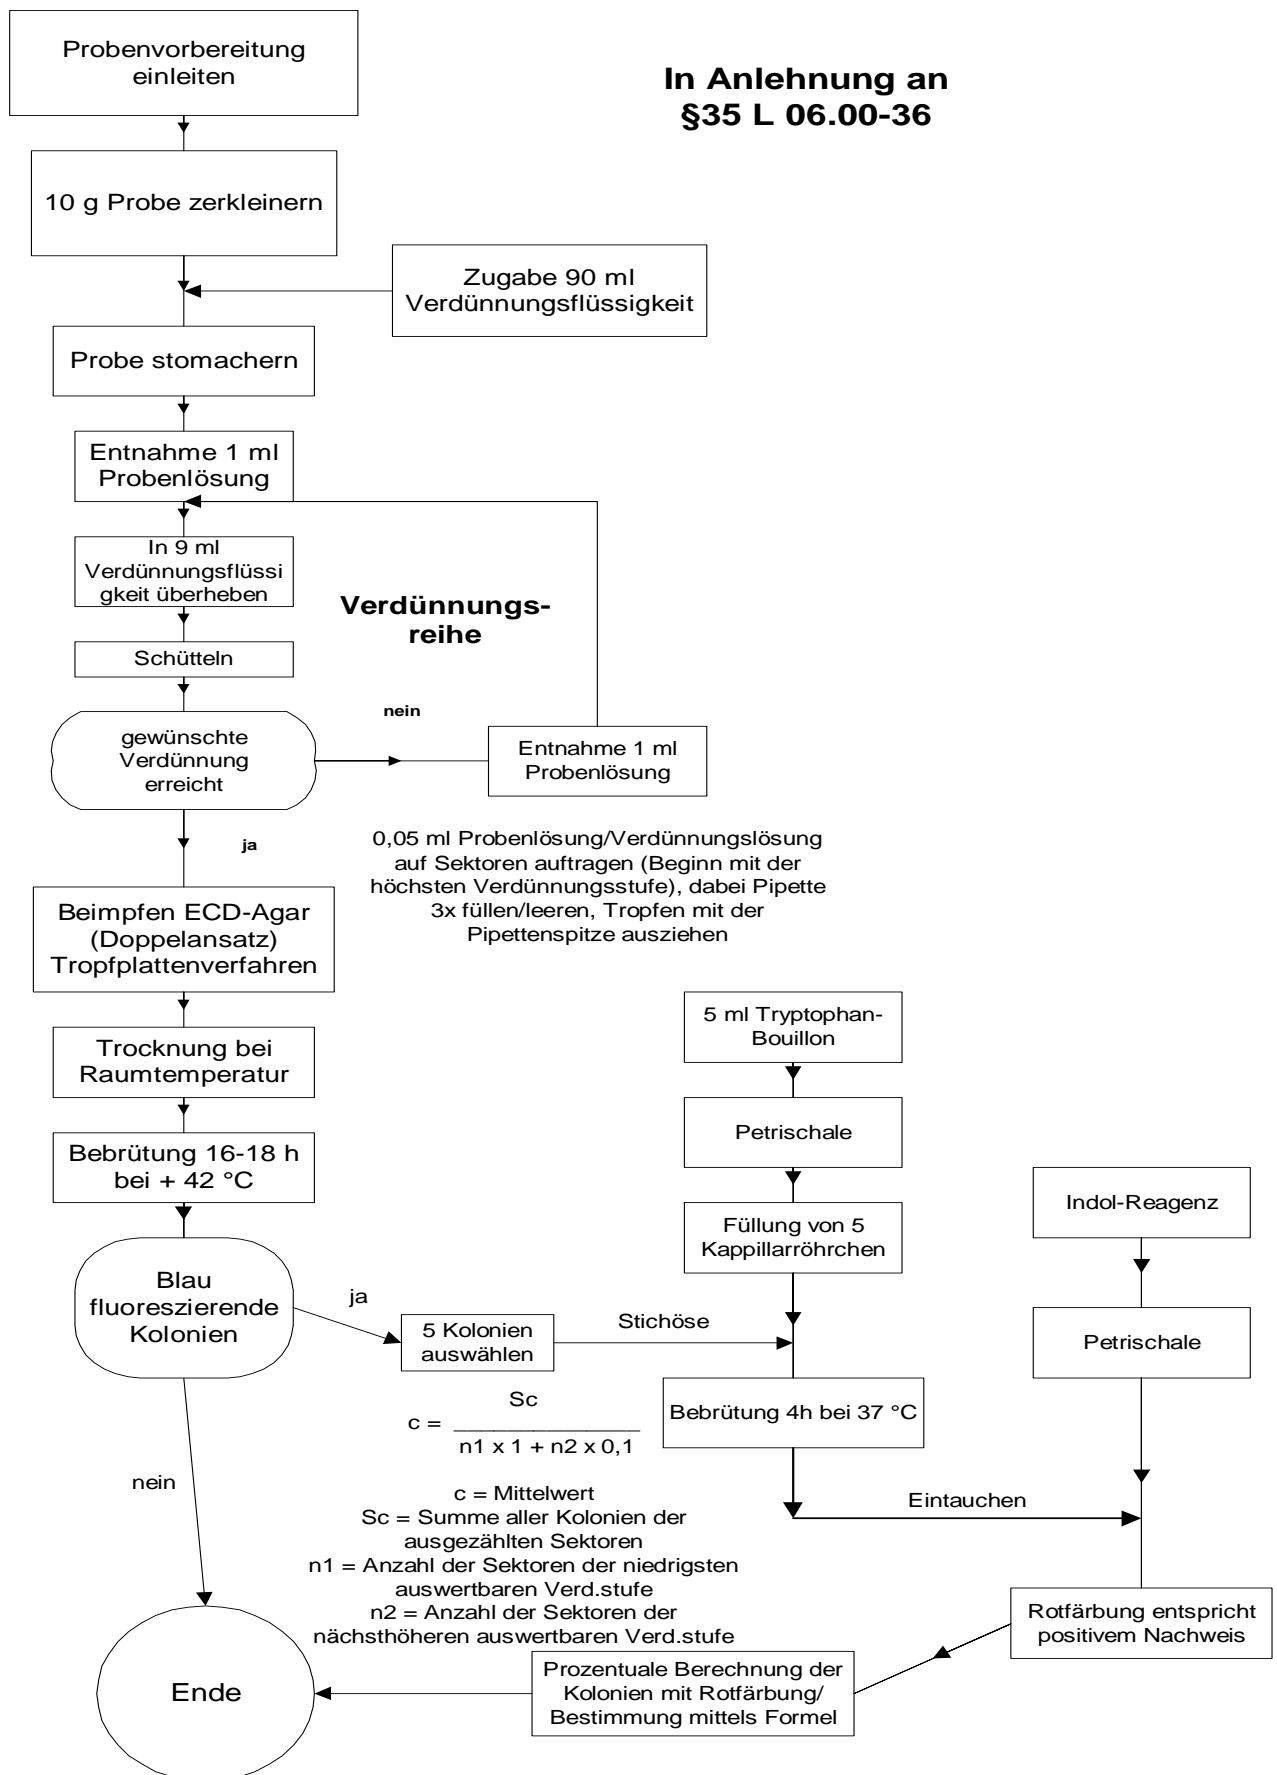 Probenvorbereitung
einleiten
In Anlehnung an
§35 L 06.00-36
10 g Probe zerkleinern
Zugabe 90 ml
Verdünnungsflüssigkeit
Probe stomachern
Entnahme 1 ml
Probenlösung
In 9 ml
Verdünnungsflüssi
gkeit überheben
Verdünnungs-
reihe
Schütteln
nein
gewünschte
Verdünnung
erreicht
Entnahme 1 ml
Probenlösung
ja
0,05 ml Probenlösung/Verdünnungslösung
auf Sektoren auftragen (Beginn mit der
höchsten Verdünnungsstufe), dabei Pipette
3x füllen/leeren, Tropfen mit der
Pipettenspitze ausziehen
Beimpfen ECD-Agar
(Doppelansatz)
Tropfplattenverfahren
Trocknung bei
Raumtemperatur
Bebrütung 16-18 h
bei + 42 °C
Blau
fluoreszierende
Kolonien
ja
5 Kolonien
auswählen
Stichöse
5 ml Tryptophan-
Bouillon
Petrischale
Füllung von 5
Kappillarröhrchen
Bebrütung 4h bei 37 °C
Indol-Reagenz
Petrischale
Eintauchen
Sc
c = ______________
n1 x 1 + n2 x 0,1
nein
c = Mittelwert
Sc = Summe aller Kolonien der
ausgezählten Sektoren
n1 = Anzahl der Sektoren der niedrigsten
auswertbaren Verd.stufe
n2 = Anzahl der Sektoren der
nächsthöheren auswertbaren Verd.stufe
Rotfärbung entspricht
positivem Nachweis
Prozentuale Berechnung der
Kolonien mit Rotfärbung/
Bestimmung mittels Formel
Ende